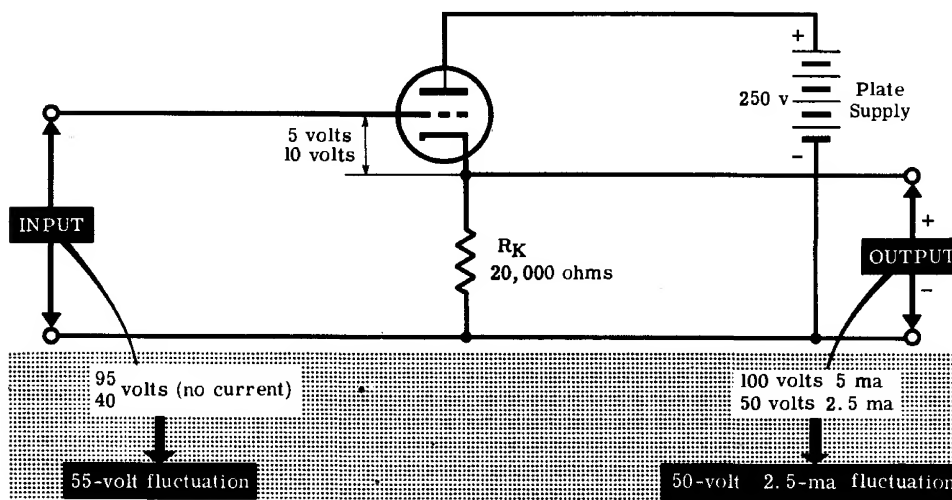 +
250 v
Plate
Supply
-
5 volts
10 volts
INPUT
RK
20,000 ohms
+
OUTPUT
-
95
40 volts (no current)
100 volts 5 ma
50 volts 2.5 ma
55-volt fluctuation
50-volt 2.5-ma fluctuation